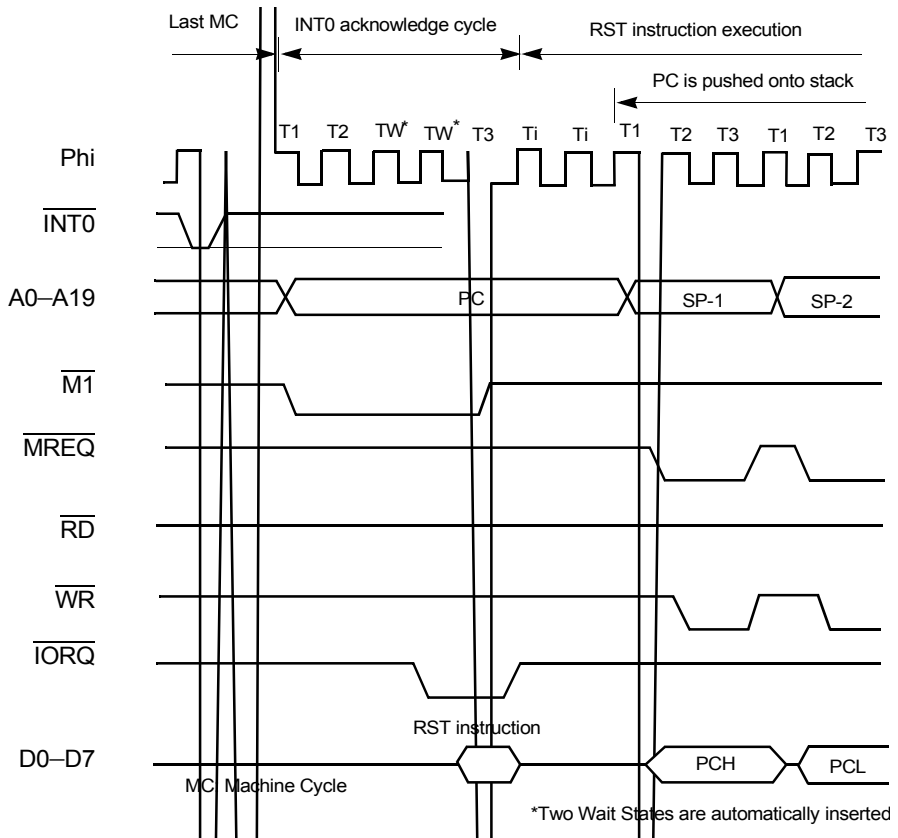 Last MC
INT0 acknowledge cycle
RST instruction execution
PC is pushed onto stack
T1 T2 TW* TW* T3 Ti Ti T1 T2 T3 T1 T2 T3
Phi
INT0
A0–A19
PC
SP-1
SP-2
M1
MREQ
RD
WR
IORQ
RST instruction
D0–D7
PCH
PCL
MC: Machine Cycle
*Two Wait States are automatically inserted